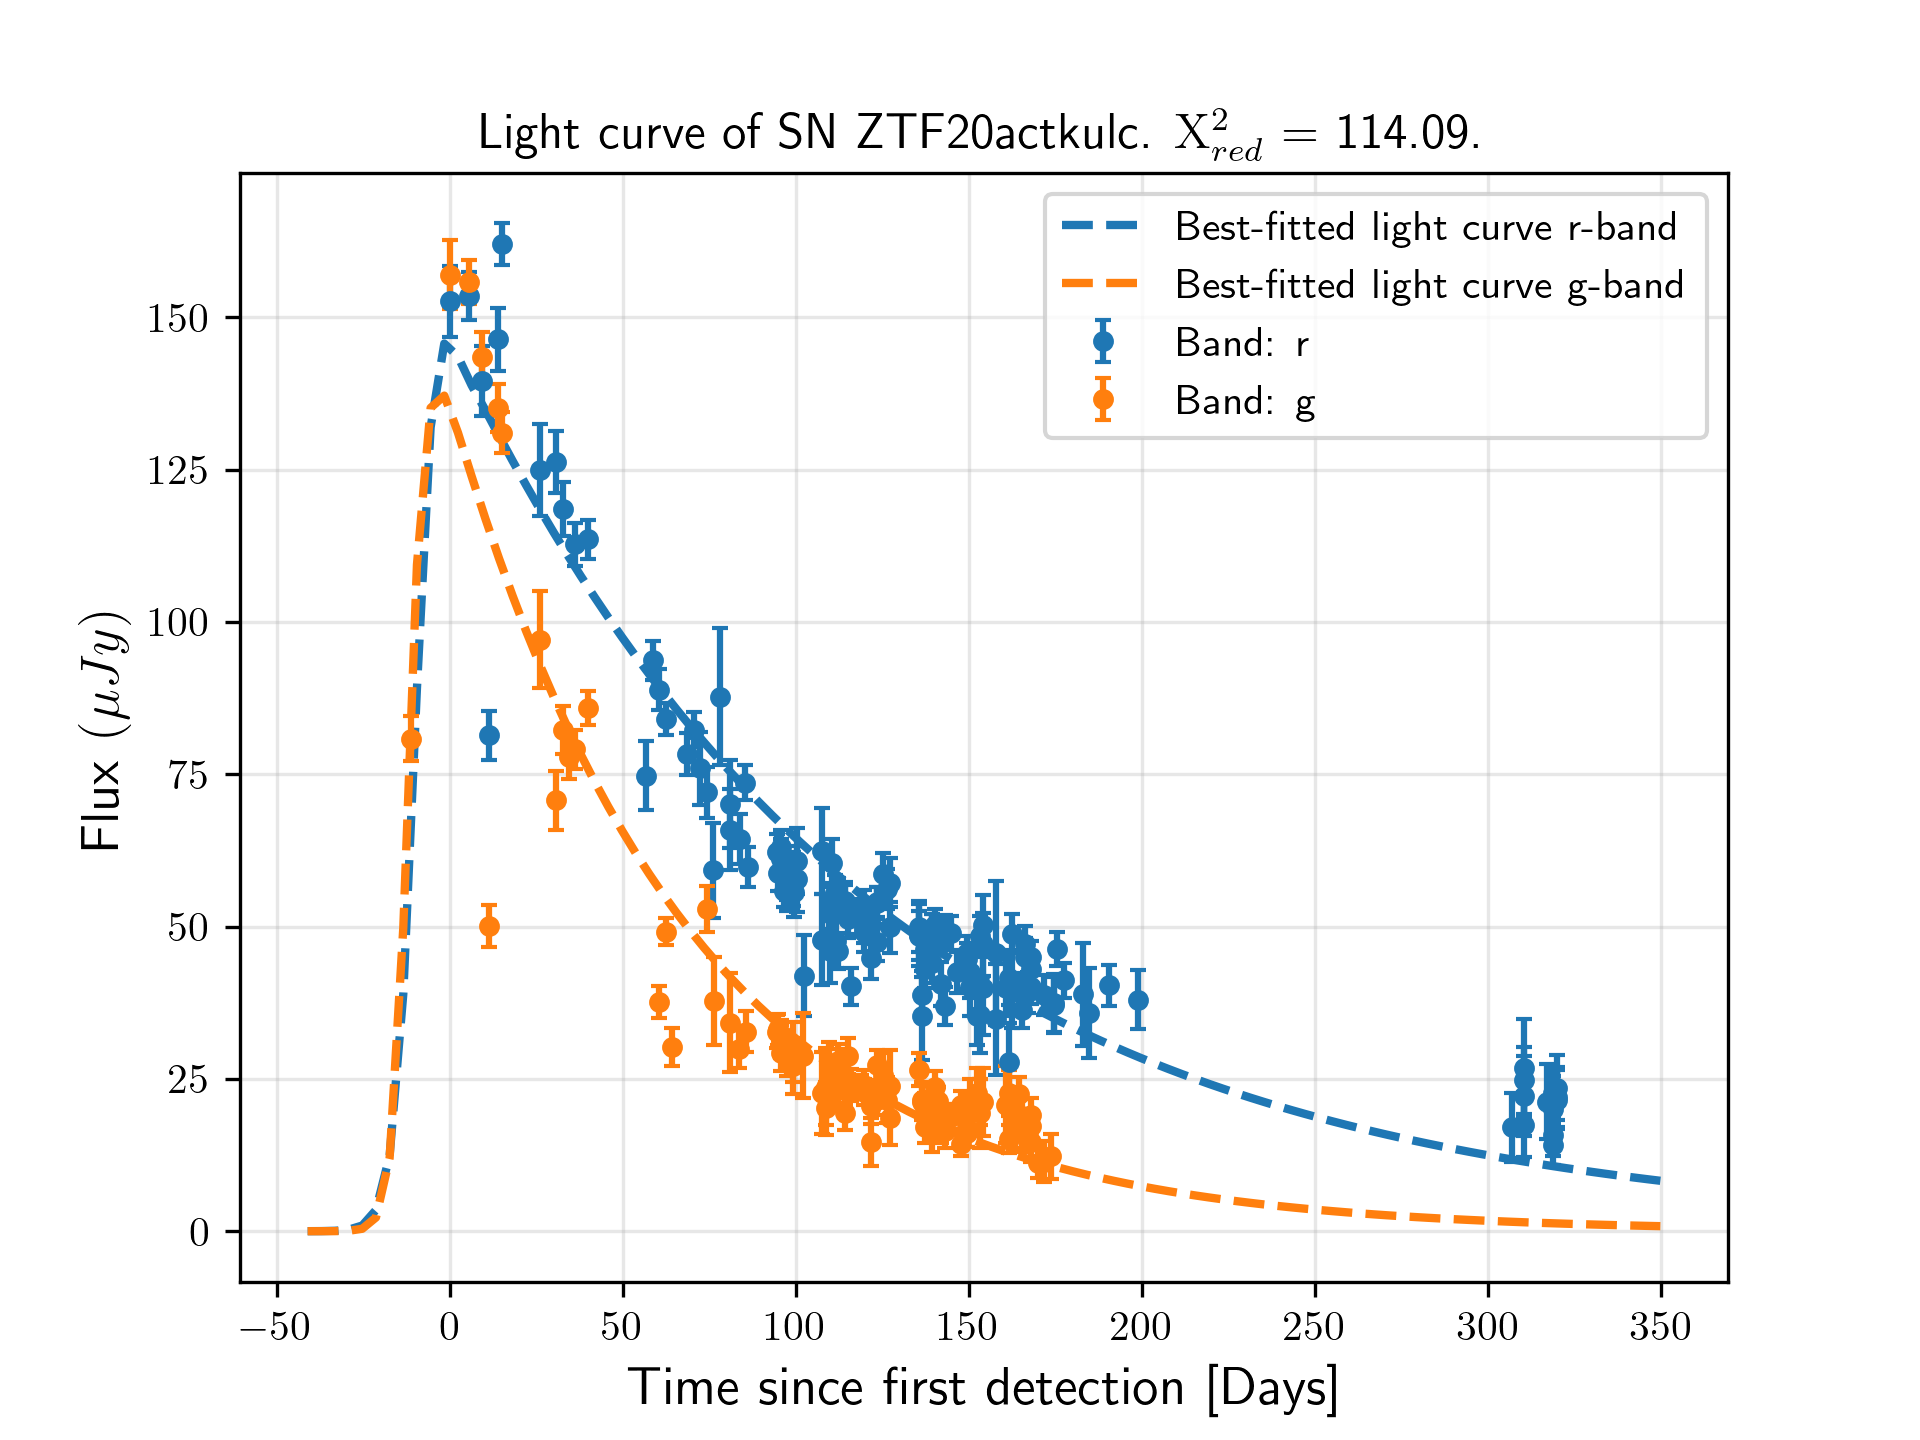 Light curve of SN ZTF20actkulc. X²_red = 114.09.
Best-fitted light curve r-band
Best-fitted light curve g-band
Band: r
Band: g
Flux (μJy)
150
125
100
75
50
25
0
−50 0 50 100 150 200 250 300 350
Time since first detection [Days]